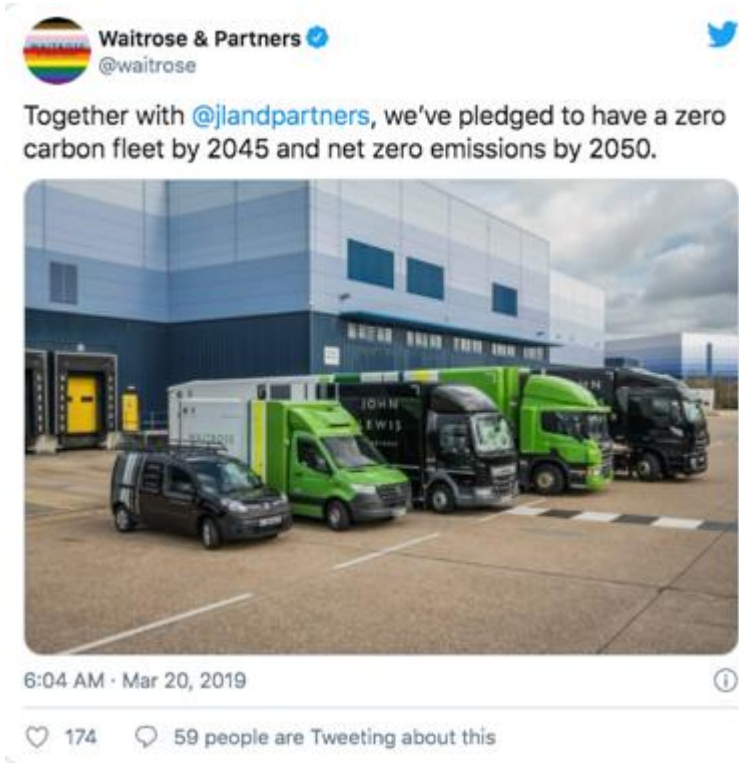 Waitrose & Partners
@waitrose
Together with @jlandpartners, we've pledged to have a zero
carbon fleet by 2045 and net zero emissions by 2050.
WAITROSE
JOHN
LEWIS
6:04 AM · Mar 20, 2019
174
59 people are Tweeting about this